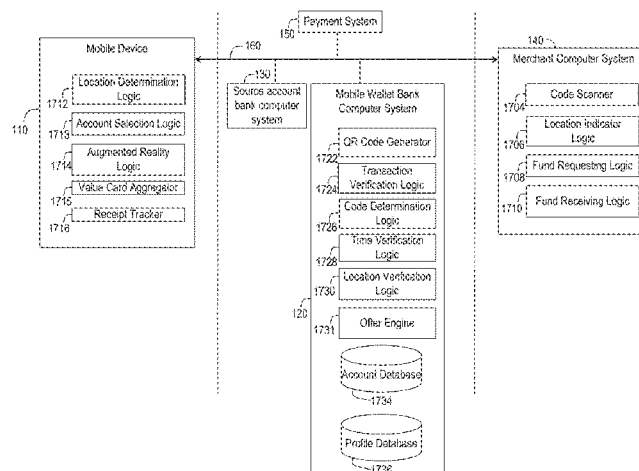 Payment System
150
160
140
Mobile Device
Location Determination
Logic
1712
Account Selection Logic
1713
Augmented Reality
Logic
1714
Value Card Aggregator
1715
Receipt Tracker
1716
110
130
Source account
bank computer
system
Mobile Wallet Bank
Computer System
QR Code Generator
1722
Transaction
Verification Logic
1724
Code Determination
Logic
1726
Time Verification
Logic
1728
Location Verification
Logic
1730
Offer Engine
1731
120
Account Database
1734
Profile Database
1736
Merchant Computer System
Code Scanner
1704
Location Indicator
Logic
1706
Fund Requesting Logic
1708
Fund Receiving Logic
1710